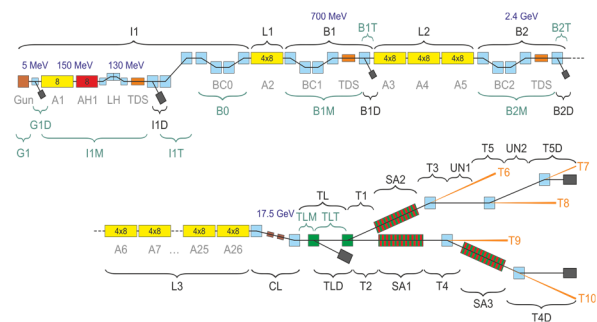 I1 L1 B1 B1T L2 B2 B2T
700 MeV 2.4 GeV
5 MeV 150 MeV 130 MeV
8 4x8 4x8 4x8 4x8
Gun A1 AH1 LH TDS BC0 A2 BC1 TDS A3 A4 A5 BC2 TDS
G1D I1D B0 B1M B1D B2M B2D
G1 I1M I1T
T5 UN2 T5D
T7
T3 UN1
T6
SA2
TL T1
T8
17.5 GeV TLM TLT
4x8 4x8 4x8 4x8
T9
A6 A7 ... A25 A26
L3 CL TLD T2 SA1 T4
SA3 T10
T4D